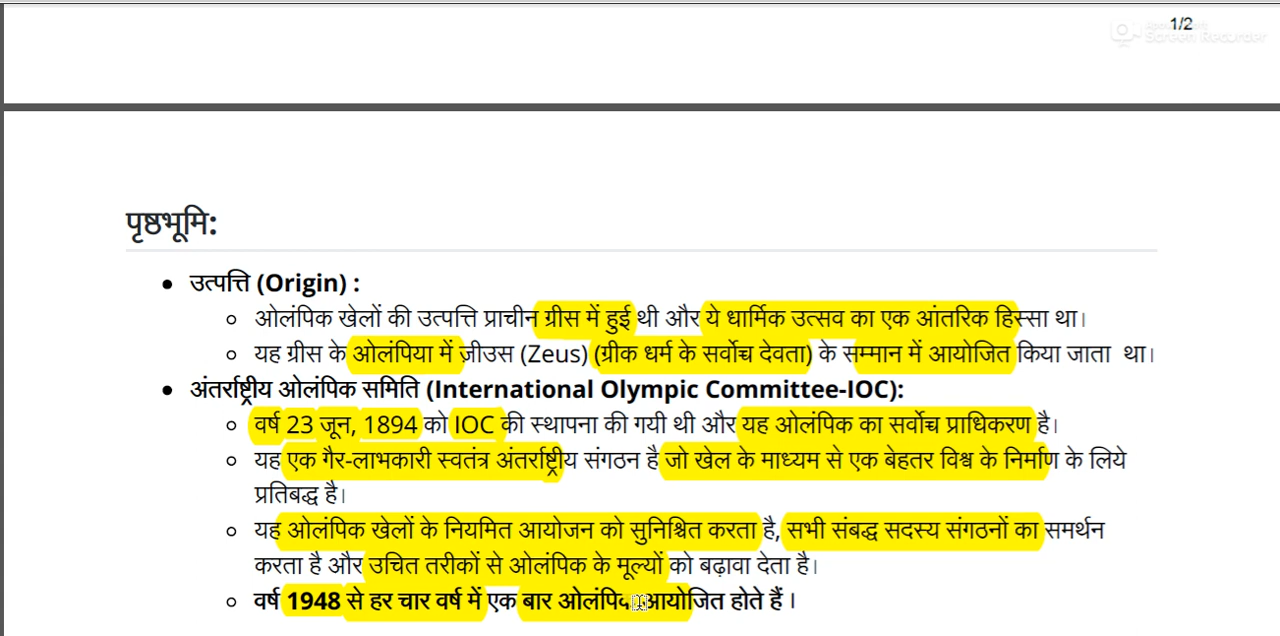 1/2
Screen Recorder
पृष्ठभूमि:
उत्पत्ति (Origin) :
ओलंपिक खेलों की उत्पत्ति प्राचीन ग्रीस में हुई थी और ये धार्मिक उत्सव का एक आंतरिक हिस्सा था।
यह ग्रीस के ओलंपिया में ज़ीउस (Zeus) (ग्रीक धर्म के सर्वोच्च देवता) के सम्मान में आयोजित किया जाता था।
अंतर्राष्ट्रीय ओलंपिक समिति (International Olympic Committee-IOC):
वर्ष 23 जून, 1894 को IOC की स्थापना की गयी थी और यह ओलंपिक का सर्वोच्च प्राधिकरण है।
यह एक गैर-लाभकारी स्वतंत्र अंतर्राष्ट्रीय संगठन है जो खेल के माध्यम से एक बेहतर विश्व के निर्माण के लिये
प्रतिबद्ध है।
यह ओलंपिक खेलों के नियमित आयोजन को सुनिश्चित करता है, सभी संबद्ध सदस्य संगठनों का समर्थन
करता है और उचित तरीकों से ओलंपिक के मूल्यों को बढ़ावा देता है।
वर्ष 1948 से हर चार वर्ष में एक बार ओलंपिक आयोजित होते हैं ।